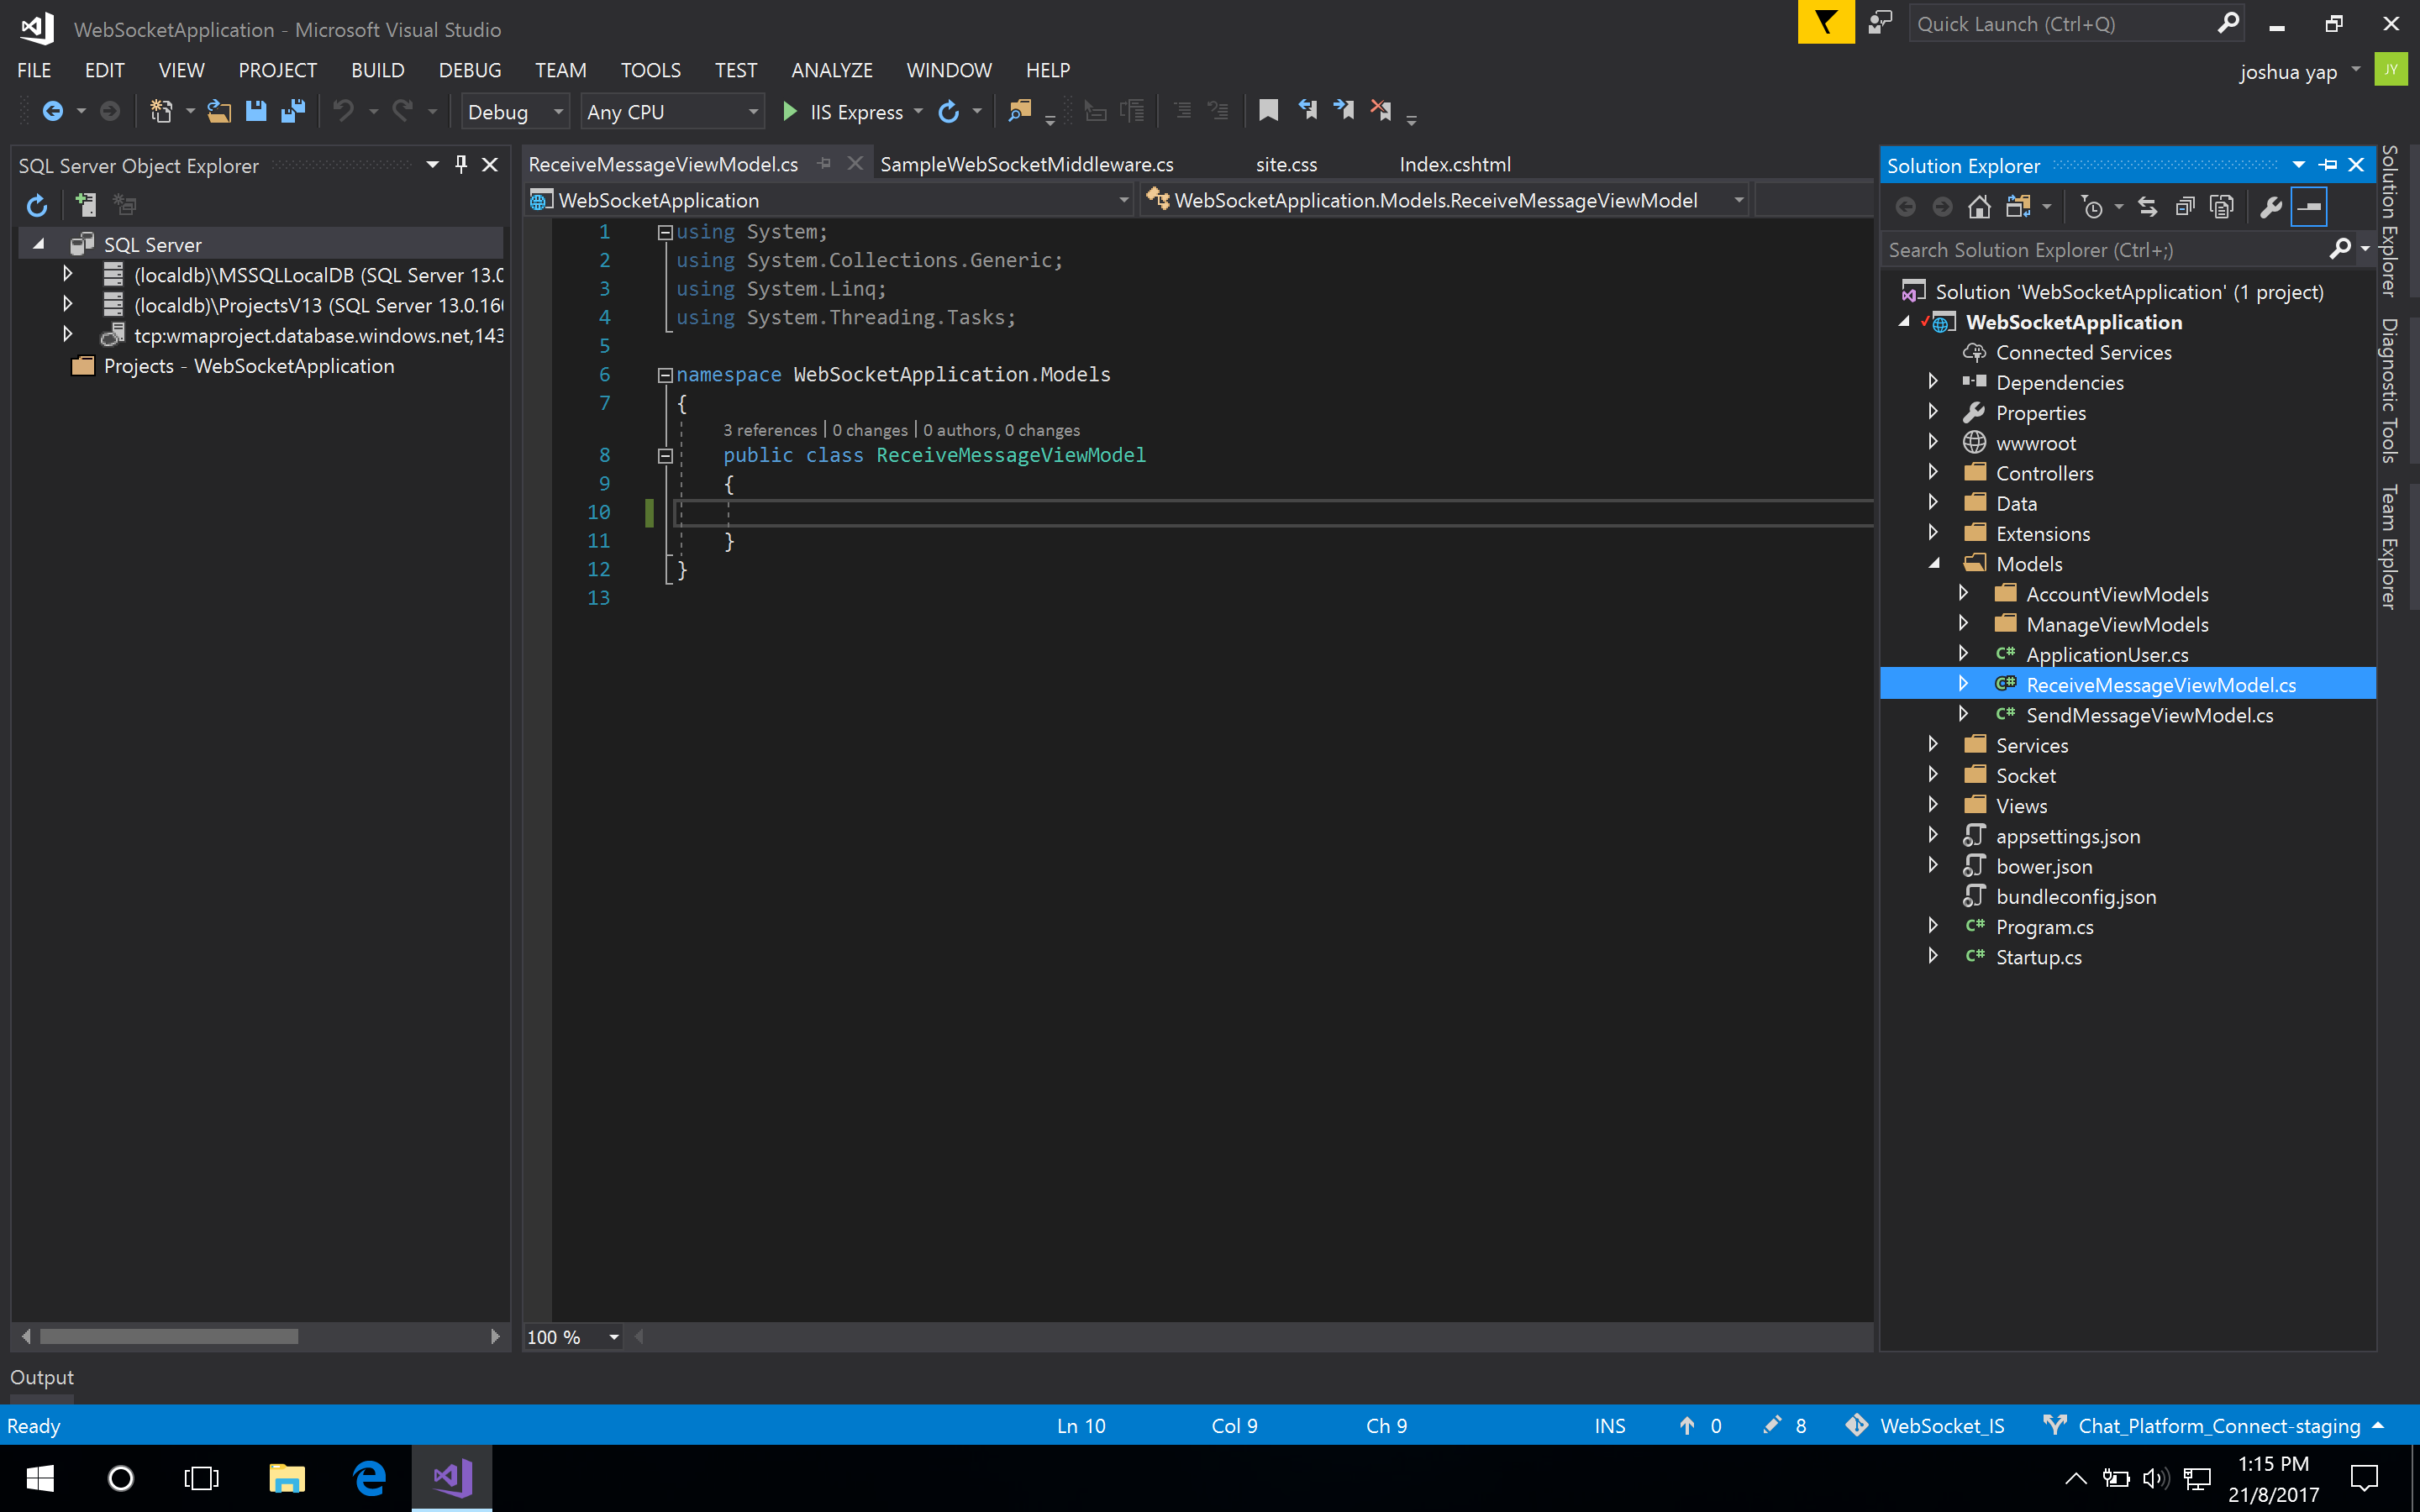 WebSocketApplication - Microsoft Visual Studio
Quick Launch (Ctrl+Q)
FILE EDIT VIEW PROJECT BUILD DEBUG TEAM TOOLS TEST ANALYZE WINDOW HELP
joshua yap JY
Debug Any CPU IIS Express
SQL Server Object Explorer
SQL Server
(localdb)\MSSQLLocalDB (SQL Server 13.0
(localdb)\ProjectsV13 (SQL Server 13.0.16
tcp:wmaproject.database.windows.net,143
Projects - WebSocketApplication
ReceiveMessageViewModel.cs SampleWebSocketMiddleware.cs site.css Index.cshtml
WebSocketApplication WebSocketApplication.Models.ReceiveMessageViewModel
1 using System;
2 using System.Collections.Generic;
3 using System.Linq;
4 using System.Threading.Tasks;
5
6 namespace WebSocketApplication.Models
7 {
3 references | 0 changes | 0 authors, 0 changes
8 public class ReceiveMessageViewModel
9 {
10
11 }
12 }
13
100 %
Solution Explorer
Search Solution Explorer (Ctrl+;)
Solution 'WebSocketApplication' (1 project)
WebSocketApplication
Connected Services
Dependencies
Properties
wwwroot
Controllers
Data
Extensions
Models
AccountViewModels
ManageViewModels
C# ApplicationUser.cs
C# ReceiveMessageViewModel.cs
C# SendMessageViewModel.cs
Services
Socket
Views
appsettings.json
bower.json
bundleconfig.json
C# Program.cs
C# Startup.cs
Solution Explorer
Diagnostic Tools
Team Explorer
Output
Ready Ln 10 Col 9 Ch 9 INS 0 8 WebSocket_IS Chat_Platform_Connect-staging
1:15 PM
21/8/2017